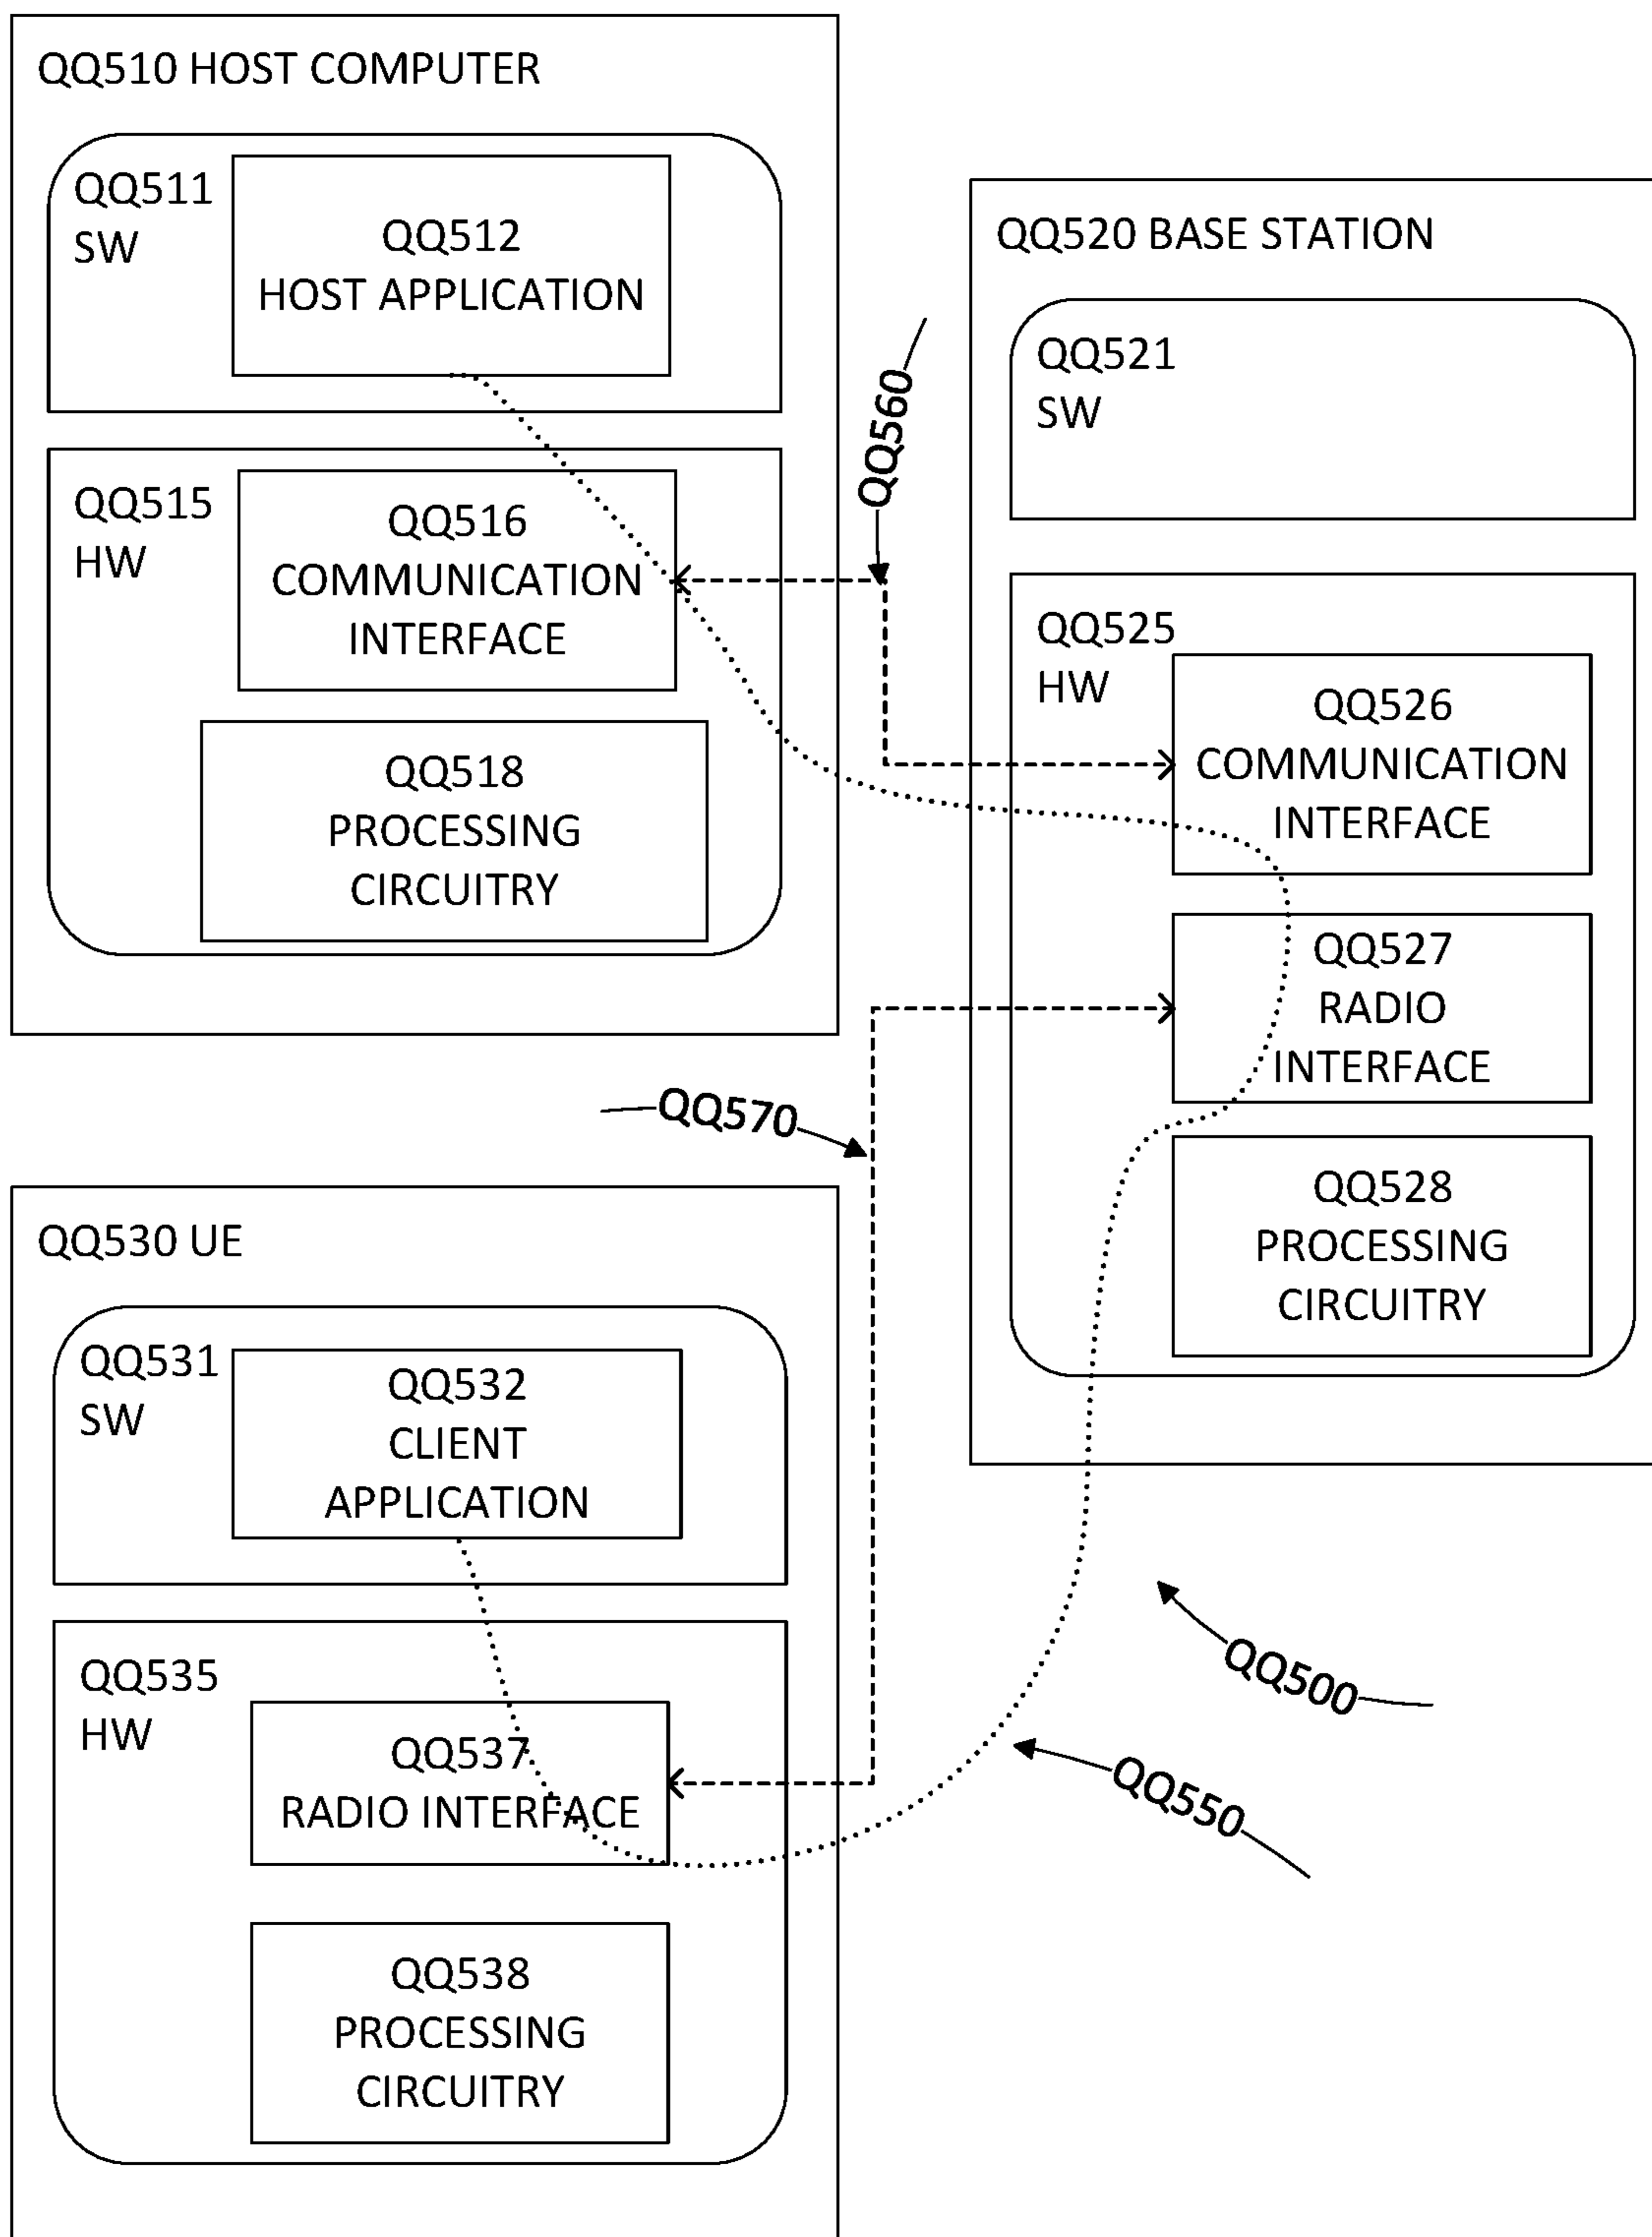 QQ510 HOST COMPUTER
QQ511
SW
QQ512
HOST APPLICATION
QQ515
HW
QQ516
COMMUNICATION
INTERFACE
QQ518
PROCESSING
CIRCUITRY
QQ560
QQ520 BASE STATION
QQ521
SW
QQ525
HW
QQ526
COMMUNICATION
INTERFACE
QQ527
RADIO
INTERFACE
QQ528
PROCESSING
CIRCUITRY
QQ570
QQ530 UE
QQ531
SW
QQ532
CLIENT
APPLICATION
QQ535
HW
QQ537
RADIO INTERFACE
QQ538
PROCESSING
CIRCUITRY
QQ500
QQ550